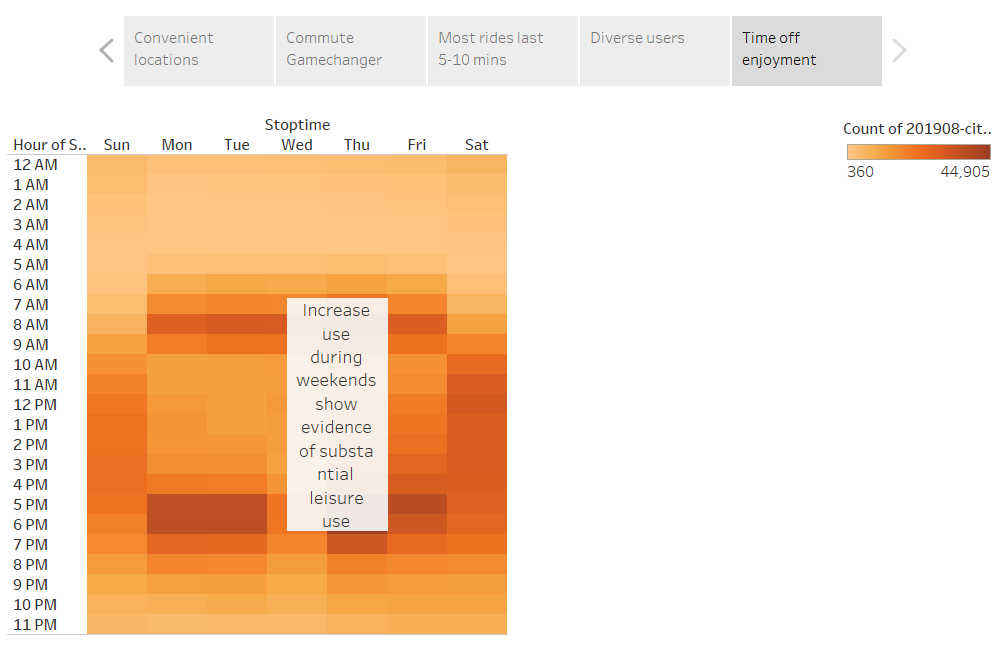 Convenient
locations
Commute
Gamechanger
Most rides last
5-10 mins
Diverse users
Time off
enjoyment
Stoptime
Hour of S.. Sun Mon Tue Wed Thu Fri Sat
12 AM
1 AM
2 AM
3 AM
4 AM
5 AM
6 AM
7 AM
8 AM
9 AM
10 AM
11 AM
12 PM
1 PM
2 PM
3 PM
4 PM
5 PM
6 PM
7 PM
8 PM
9 PM
10 PM
11 PM
Increase
use
during
weekends
show
evidence
of substa
ntial
leisure
use
Count of 201908-cit..
360 44,905